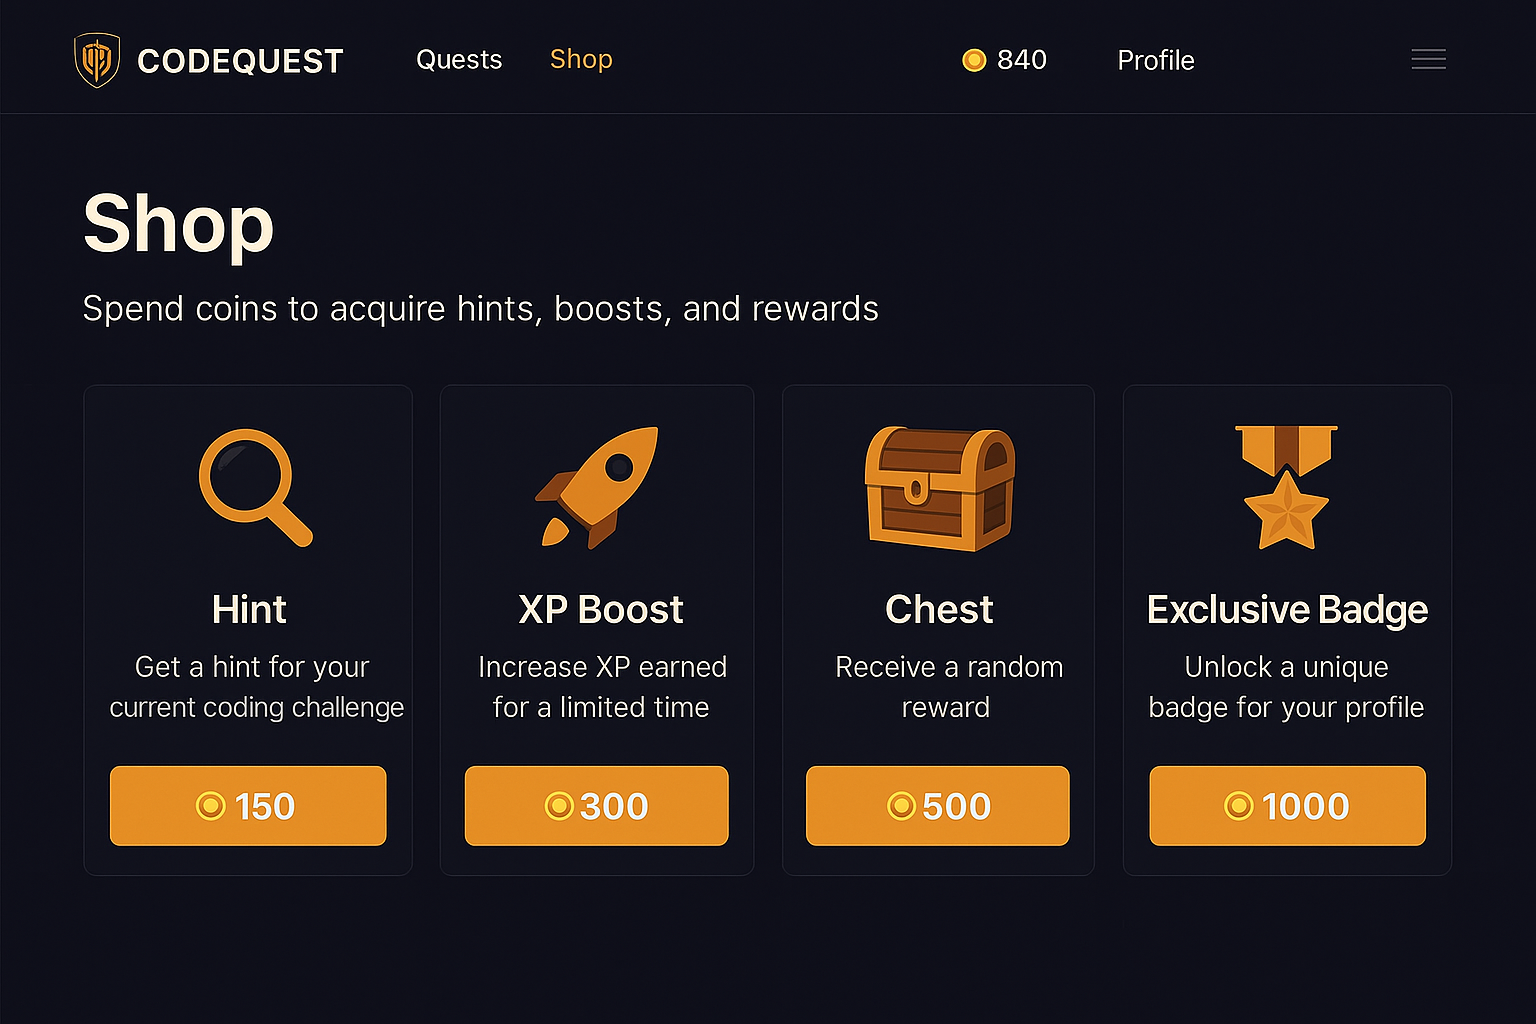 CODEQUEST Quests Shop 840 Profile
Shop
Spend coins to acquire hints, boosts, and rewards
Hint
Get a hint for your
current coding challenge
150
XP Boost
Increase XP earned
for a limited time
300
Chest
Receive a random
reward
500
Exclusive Badge
Unlock a unique
badge for your profile
1000